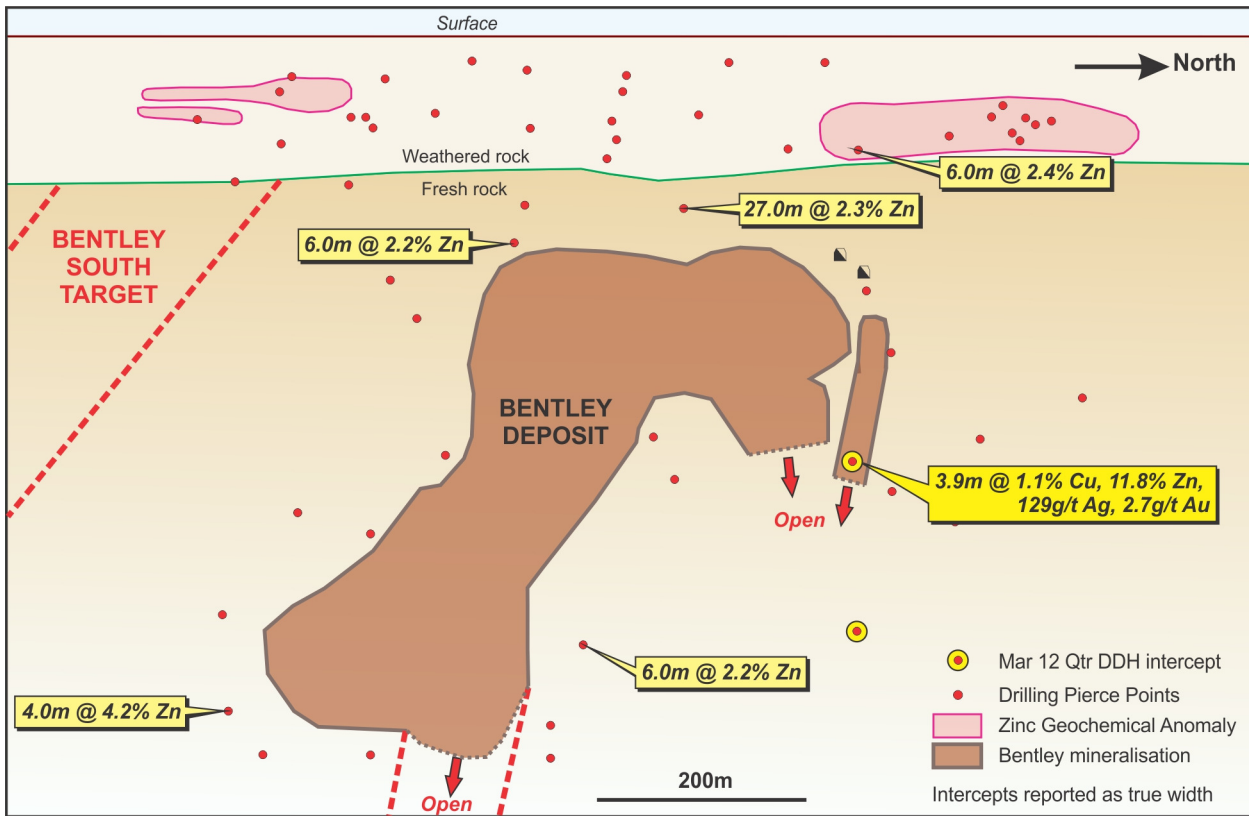 Surface
North
Weathered rock
Fresh rock
6.0m @ 2.4% Zn
27.0m @ 2.3% Zn
6.0m @ 2.2% Zn
BENTLEY
SOUTH
TARGET
BENTLEY
DEPOSIT
3.9m @ 1.1% Cu, 11.8% Zn,
129g/t Ag, 2.7g/t Au
Open
6.0m @ 2.2% Zn
4.0m @ 4.2% Zn
Open
200m
Mar 12 Qtr DDH intercept
Drilling Pierce Points
Zinc Geochemical Anomaly
Bentley mineralisation
Intercepts reported as true width